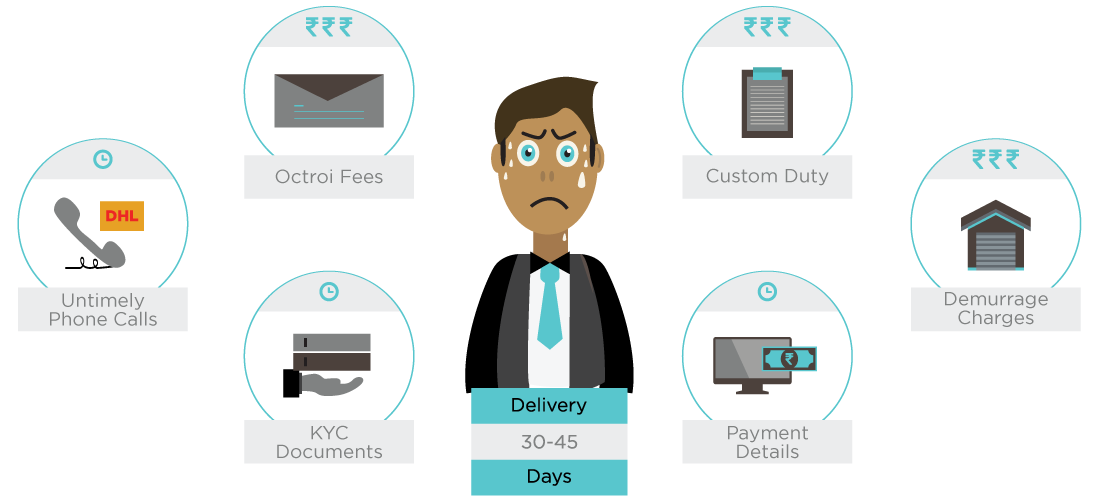 ₹₹₹
Octroi Fees
₹₹₹
Custom Duty
DHL
Untimely
Phone Calls
₹₹₹
Demurrage
Charges
KYC
Documents
₹
Payment
Details
Delivery
30-45
Days